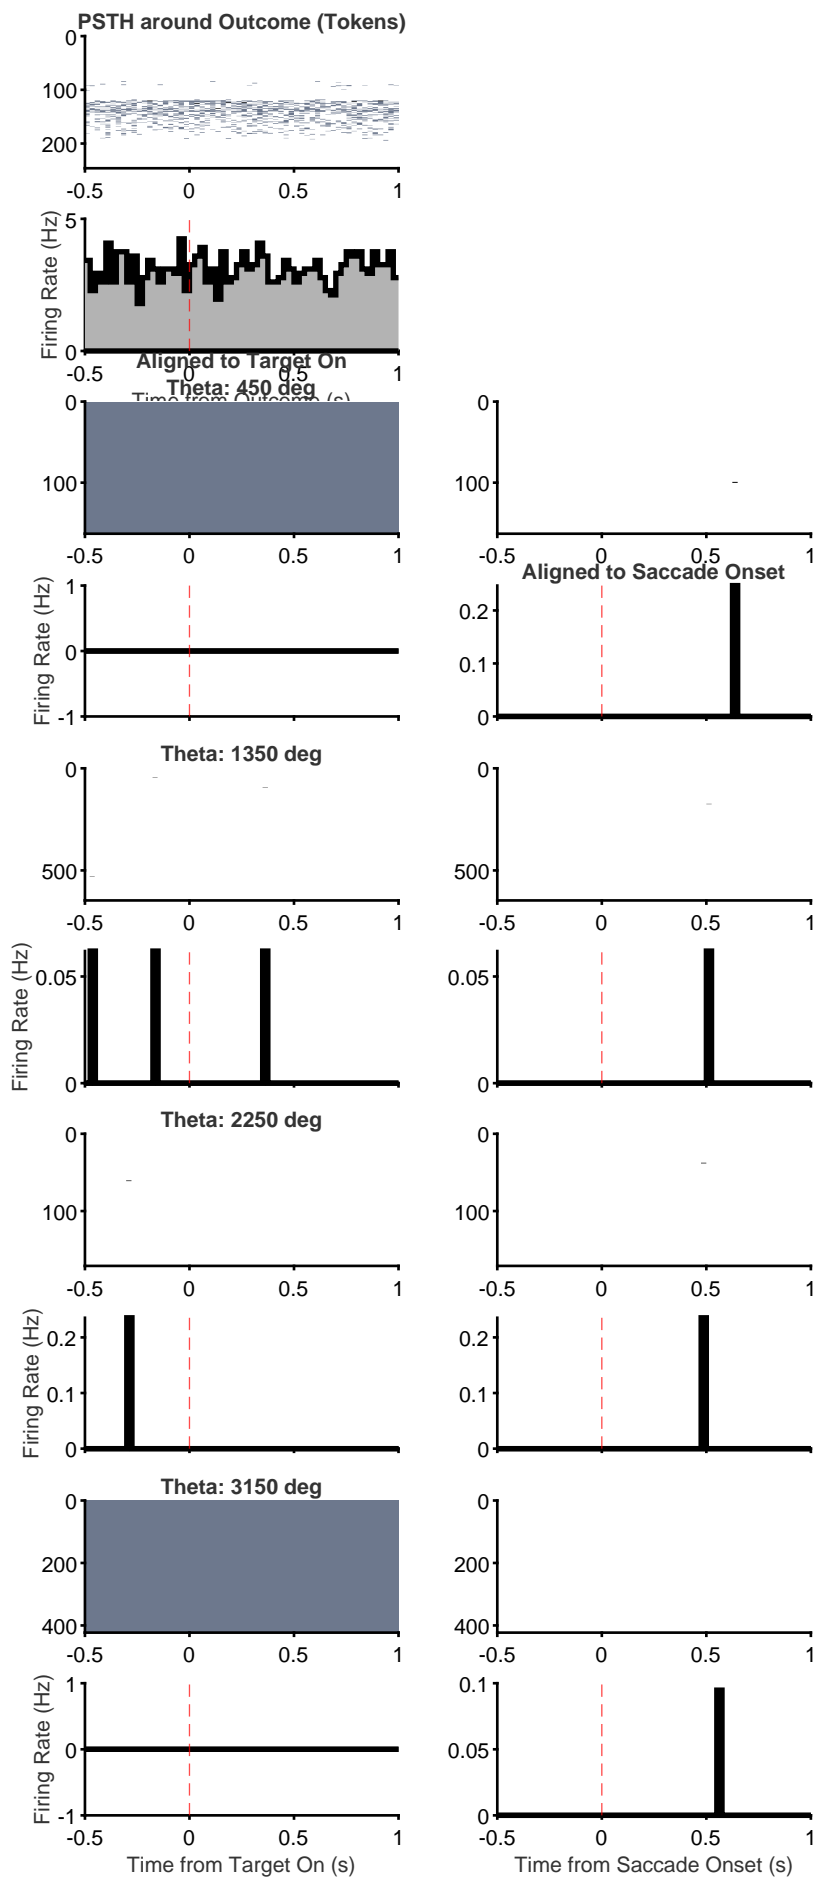 PSTH around Outcome (Tokens)
0
100
200
-0.5 0 0.5 1
Firing Rate (Hz)
5
0
-0.5 0 0.5 1
Time from Outcome (s)
Aligned to Target On
Theta: 450 deg
0
100
-0.5 0 0.5 1
0
100
-0.5 0 0.5 1
Firing Rate (Hz)
1
0
-1
Aligned to Saccade Onset
0.2
0.1
0
Theta: 1350 deg
0
500
-0.5 0 0.5 1
0
500
-0.5 0 0.5 1
Firing Rate (Hz)
0.05
0
0.05
0
Theta: 2250 deg
0
100
-0.5 0 0.5 1
0
100
-0.5 0 0.5 1
Firing Rate (Hz)
0.2
0.1
0
0.2
0.1
0
Theta: 3150 deg
0
200
400
-0.5 0 0.5 1
0
200
400
-0.5 0 0.5 1
Firing Rate (Hz)
1
0
-1
-0.5 0 0.5 1
Time from Target On (s)
0.1
0.05
0
-0.5 0 0.5 1
Time from Saccade Onset (s)